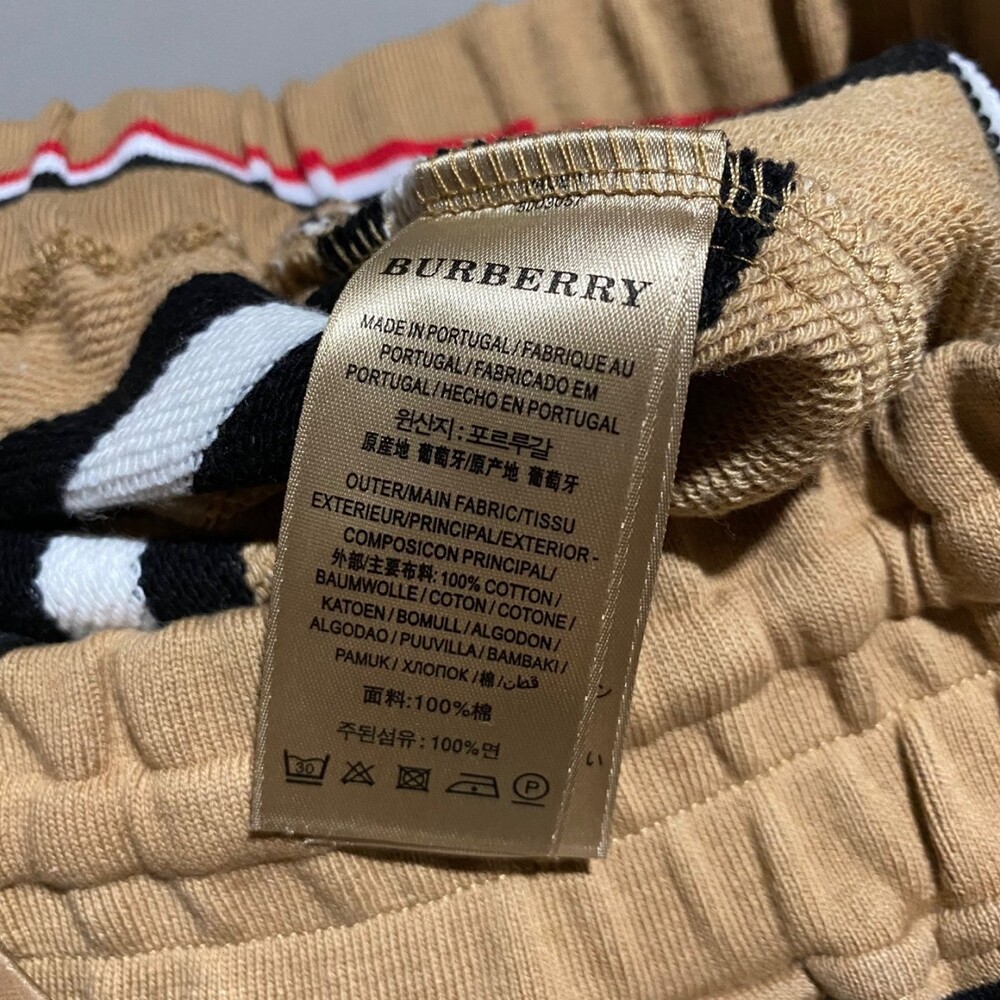 BURBERRY
MADE IN PORTUGAL/FABRIQUE AU
PORTUGAL/FABRICADO EM
PORTUGAL/HECHO EN PORTUGAL
원산지 : 포르투갈
原産地 葡萄牙/原产地 葡萄牙
OUTER/MAIN FABRIC/TISSU
EXTERIEUR/PRINCIPAL/EXTERIOR-
COMPOSICON PRINCIPAL/
外部/主要布料: 100% COTTON /
BAUMWOLLE / COTON / COTONE /
KATOEN / BOMULL / ALGODON /
ALGODAO / PUUVILLA / BAMBAKI /
PAMUK / ХЛОПОК / 棉 / قطن
面料:100%棉
주된섬유 : 100%면
30
P
ン
い